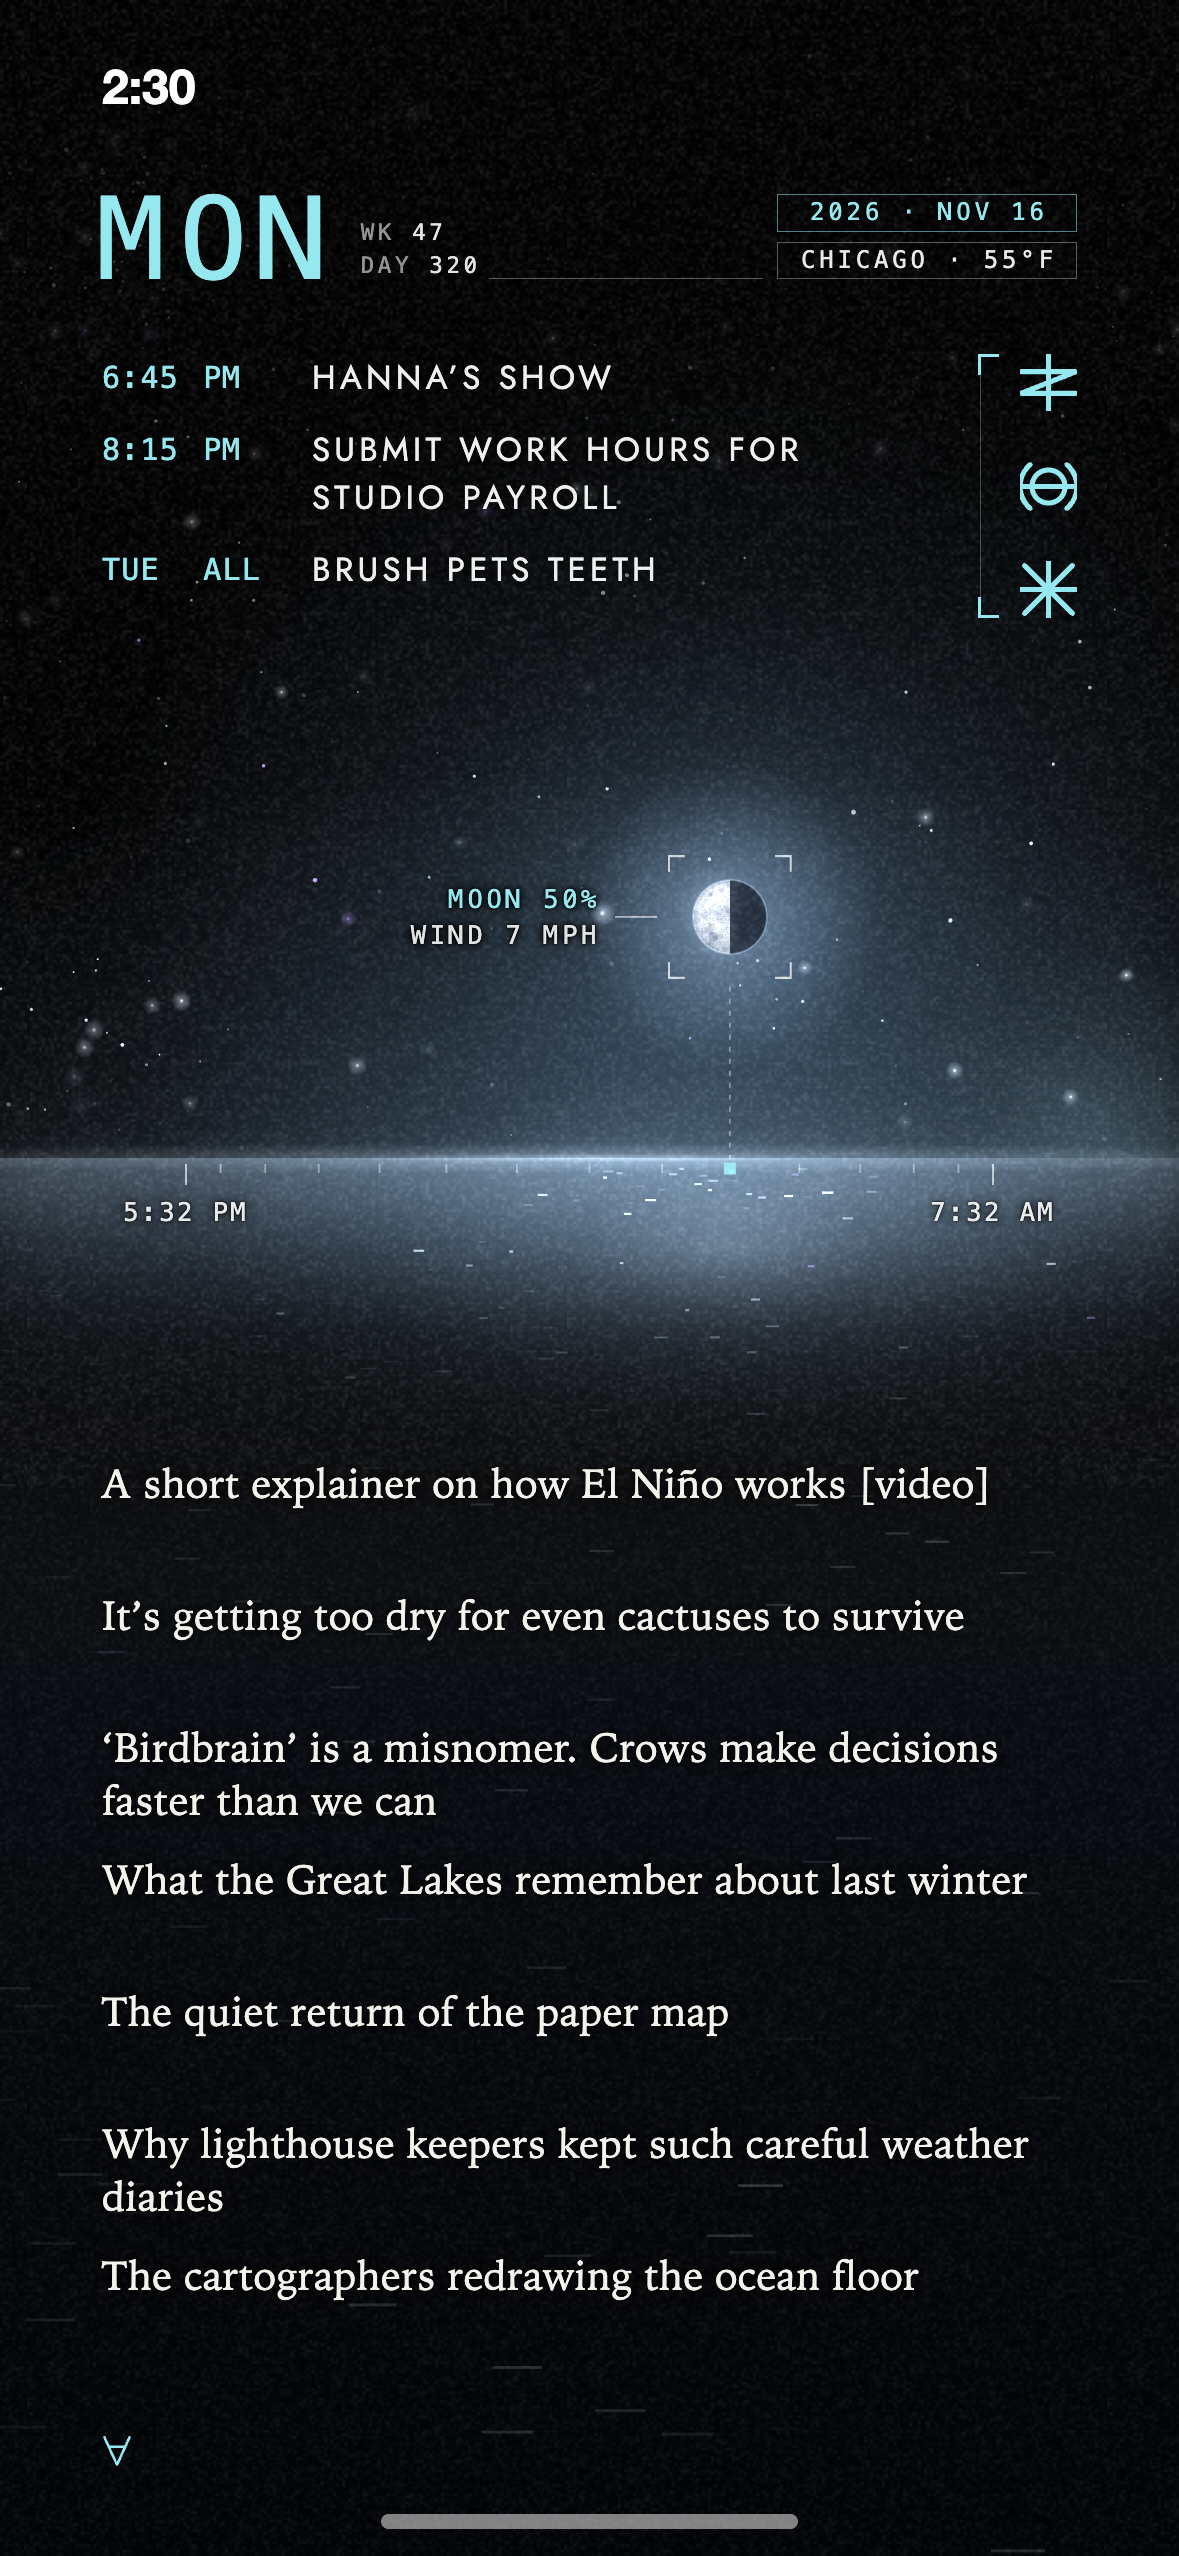 2:30
MON
WK 47
DAY 320
2026 · NOV 16
CHICAGO · 55°F
6:45 PM HANNA’S SHOW
8:15 PM SUBMIT WORK HOURS FOR
STUDIO PAYROLL
TUE ALL BRUSH PETS TEETH
MOON 50%
WIND 7 MPH
5:32 PM
7:32 AM
A short explainer on how El Niño works [video]
It’s getting too dry for even cactuses to survive
‘Birdbrain’ is a misnomer. Crows make decisions
faster than we can
What the Great Lakes remember about last winter
The quiet return of the paper map
Why lighthouse keepers kept such careful weather
diaries
The cartographers redrawing the ocean floor